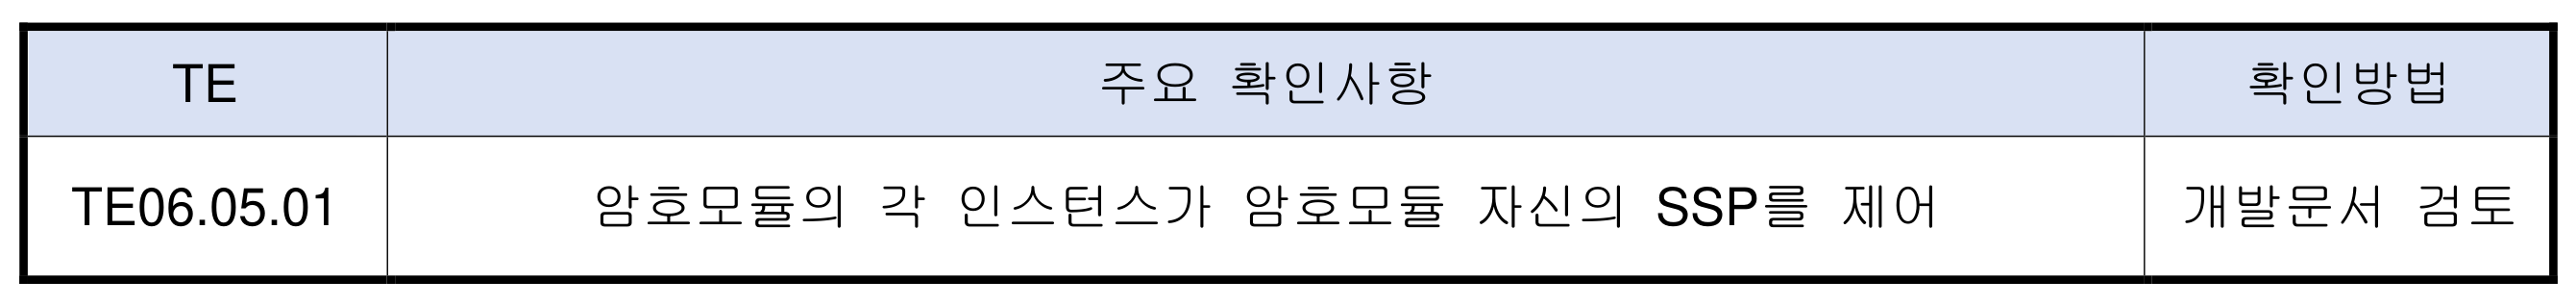 TE 주요 확인사항 확인방법
TE06.05.01 암호모듈의 각 인스턴스가 암호모듈 자신의 SSP를 제어 개발문서 검토